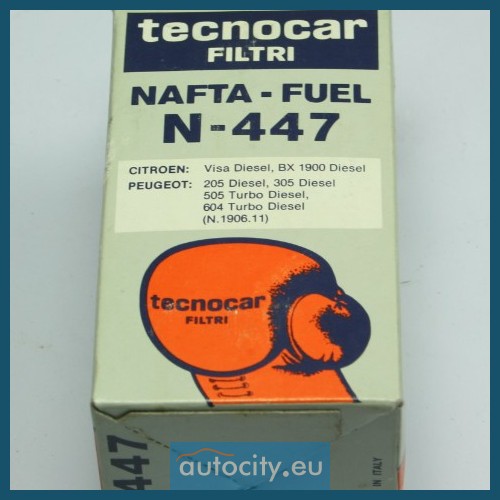 tecnocar
FILTRI
NAFTA - FUEL
N-447
CITROEN: Visa Diesel, BX 1900 Diesel
PEUGEOT: 205 Diesel, 305 Diesel
505 Turbo Diesel,
604 Turbo Diesel
(N.1906.11)
tecnocar
FILTRI
447
autocity.eu
IN ITALY